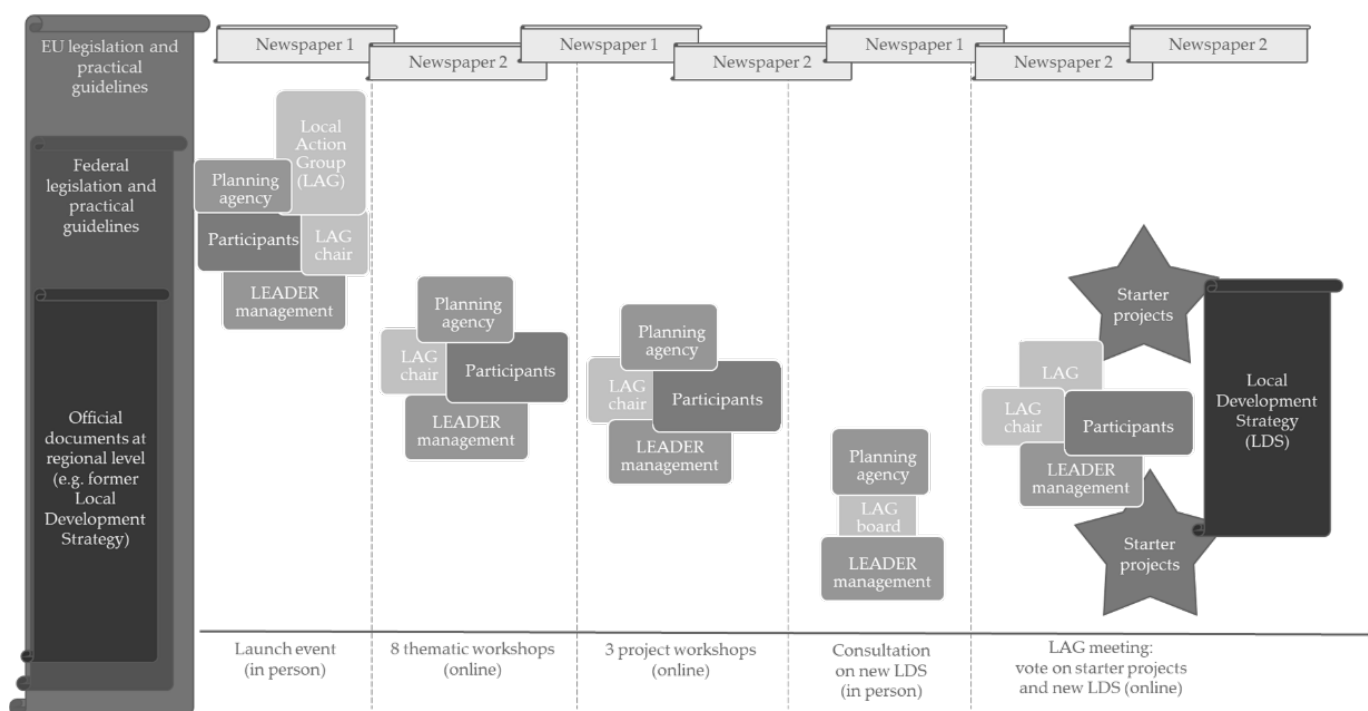 EU legislation and
practical
guidelines
Federal
legislation and
practical
guidelines
Official
documents at
regional level
(e.g. former
Local
Development
Strategy)
Newspaper 1
Newspaper 2
Newspaper 1
Newspaper 2
Newspaper 1
Newspaper 2
Newspaper 2
Local
Action
Group
(LAG)
Planning
agency
Participants
LAG
chair
LEADER
management
Planning
agency
LAG
chair
Participants
LEADER
management
Planning
agency
LAG
chair
Participants
LEADER
management
Planning
agency
LAG
board
LEADER
management
Starter
projects
LAG
LAG
chair
Participants
LEADER
management
Starter
projects
Local
Development
Strategy
(LDS)
Launch event
(in person)
8 thematic workshops
(online)
3 project workshops
(online)
Consultation
on new LDS
(in person)
LAG meeting:
vote on starter projects
and new LDS (online)